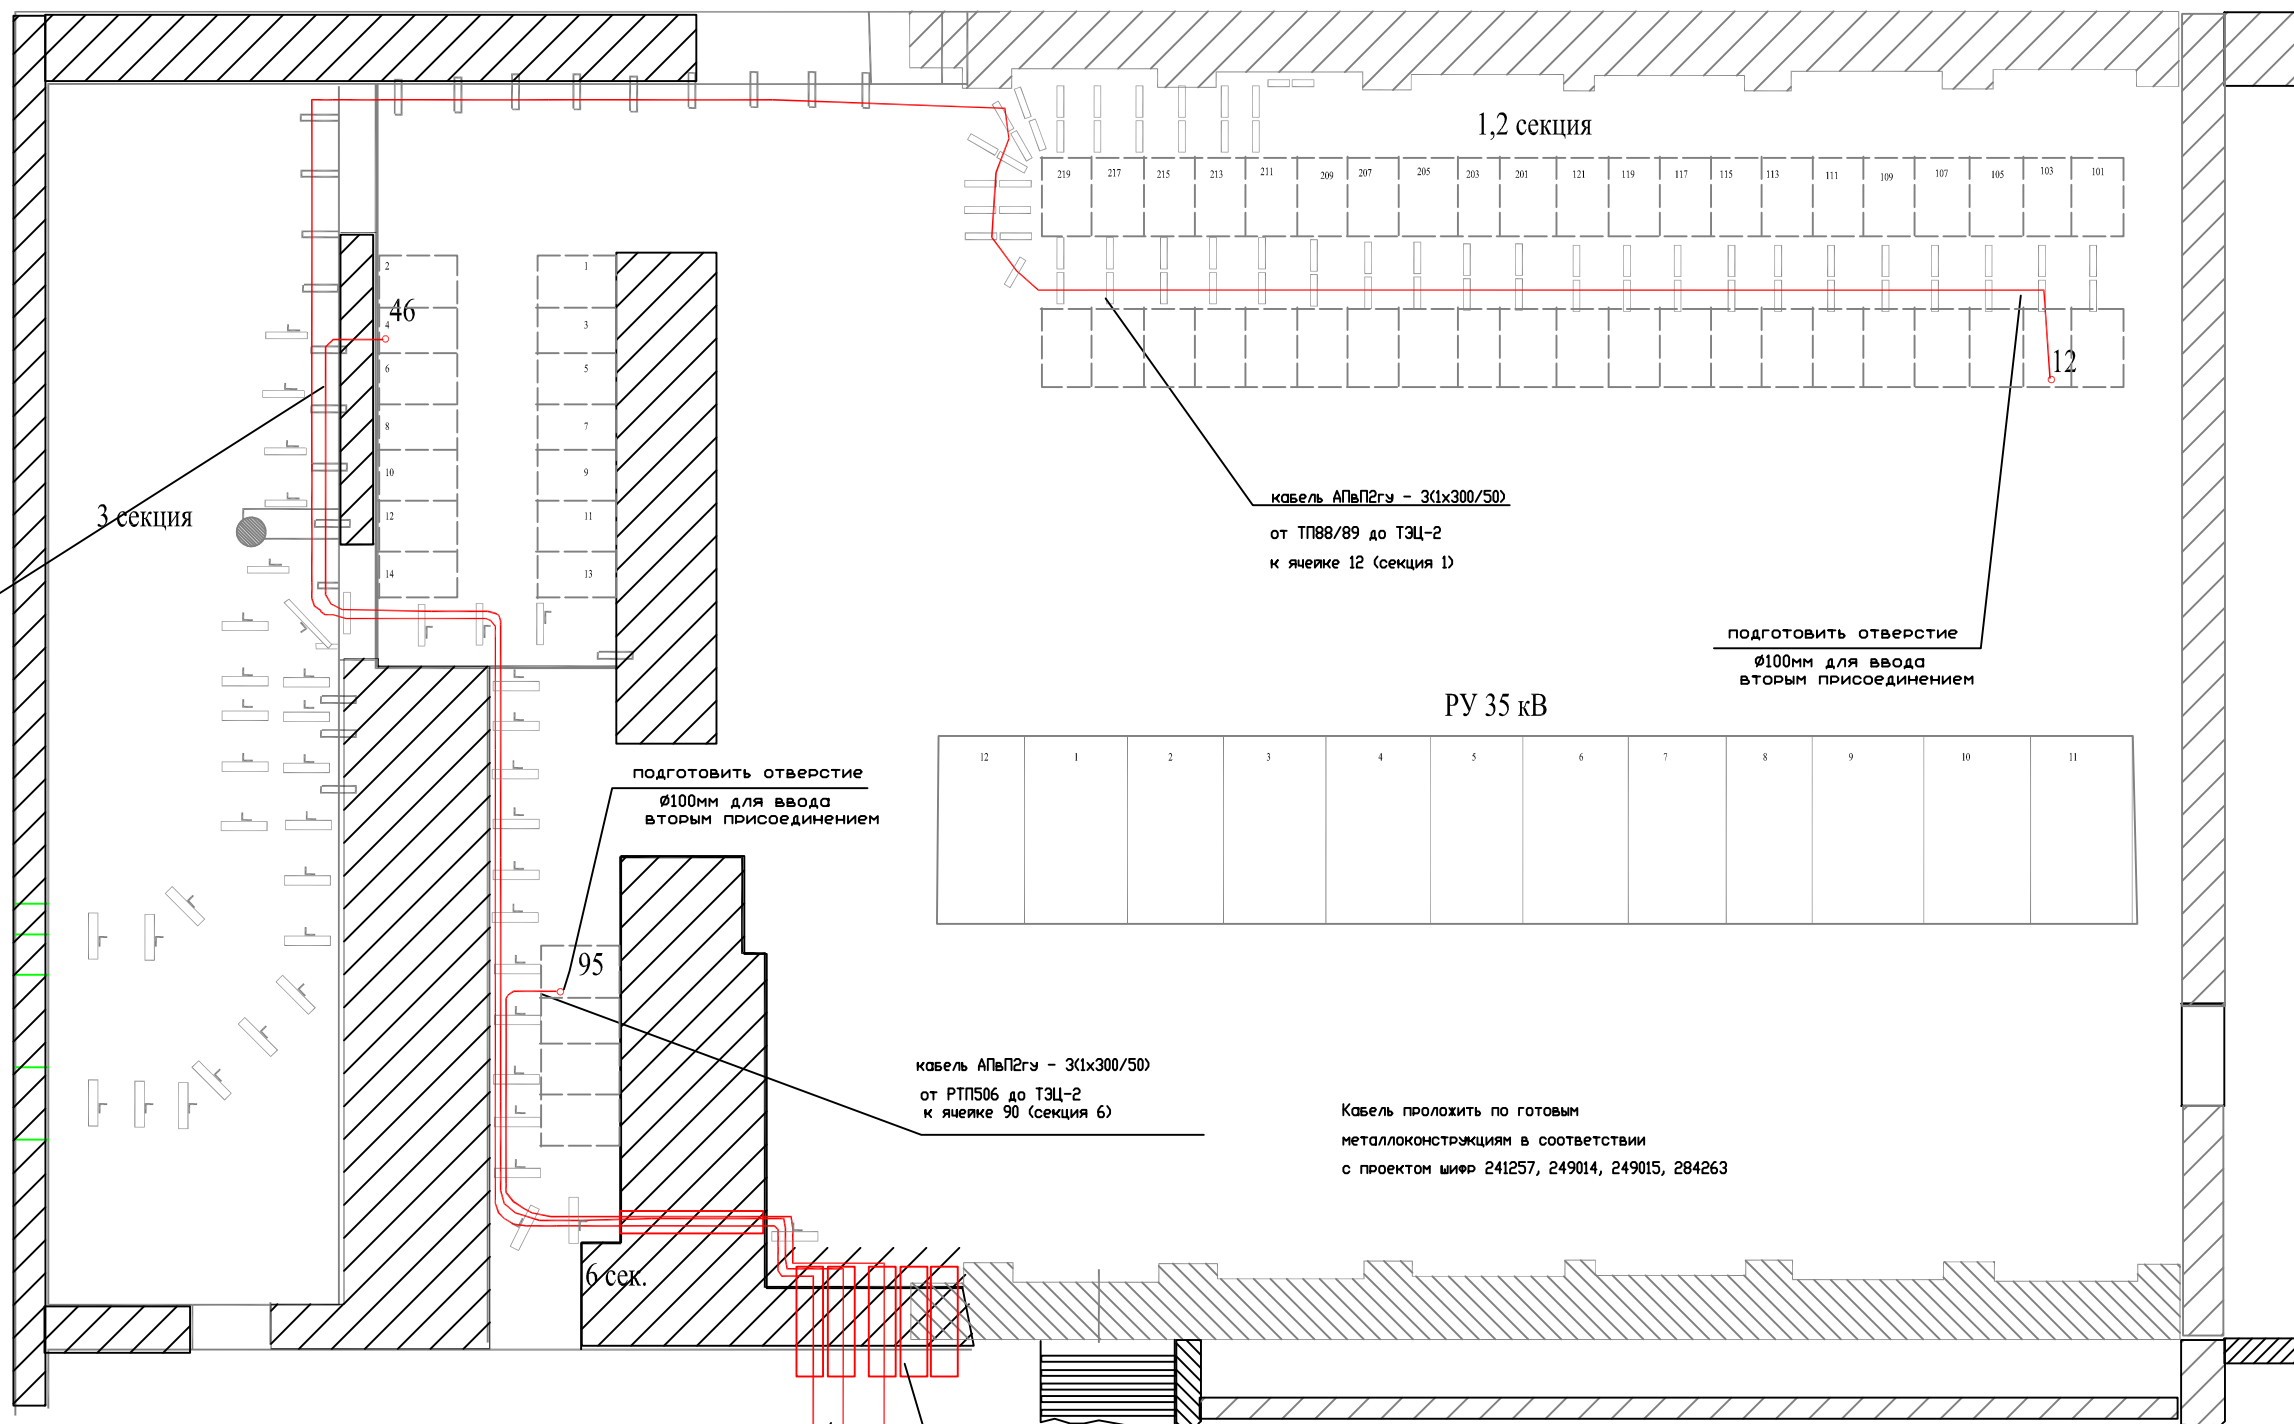 1,2 секция
219 217 215 213 211 209 207 205 203 201 121 119 117 115 113 111 109 107 105 103 101
2 1
46
4 3
6 5
8 7
10 9
12 11
14 13
12
3 секция
кабель АПвП2гу - 3(1х300/50)
от ТП88/89 до ТЭЦ-2
к ячейке 12 (секция 1)
подготовить отверстие
Ø100мм для ввода
вторым присоединением
РУ 35 кВ
12 1 2 3 4 5 6 7 8 9 10 11
подготовить отверстие
Ø100мм для ввода
вторым присоединением
95
кабель АПвП2гу - 3(1х300/50)
от РТП506 до ТЭЦ-2
к ячейке 90 (секция 6)
Кабель проложить по готовым
металлоконструкциям в соответствии
с проектом шифр 241257, 249014, 249015, 284263
6 сек.